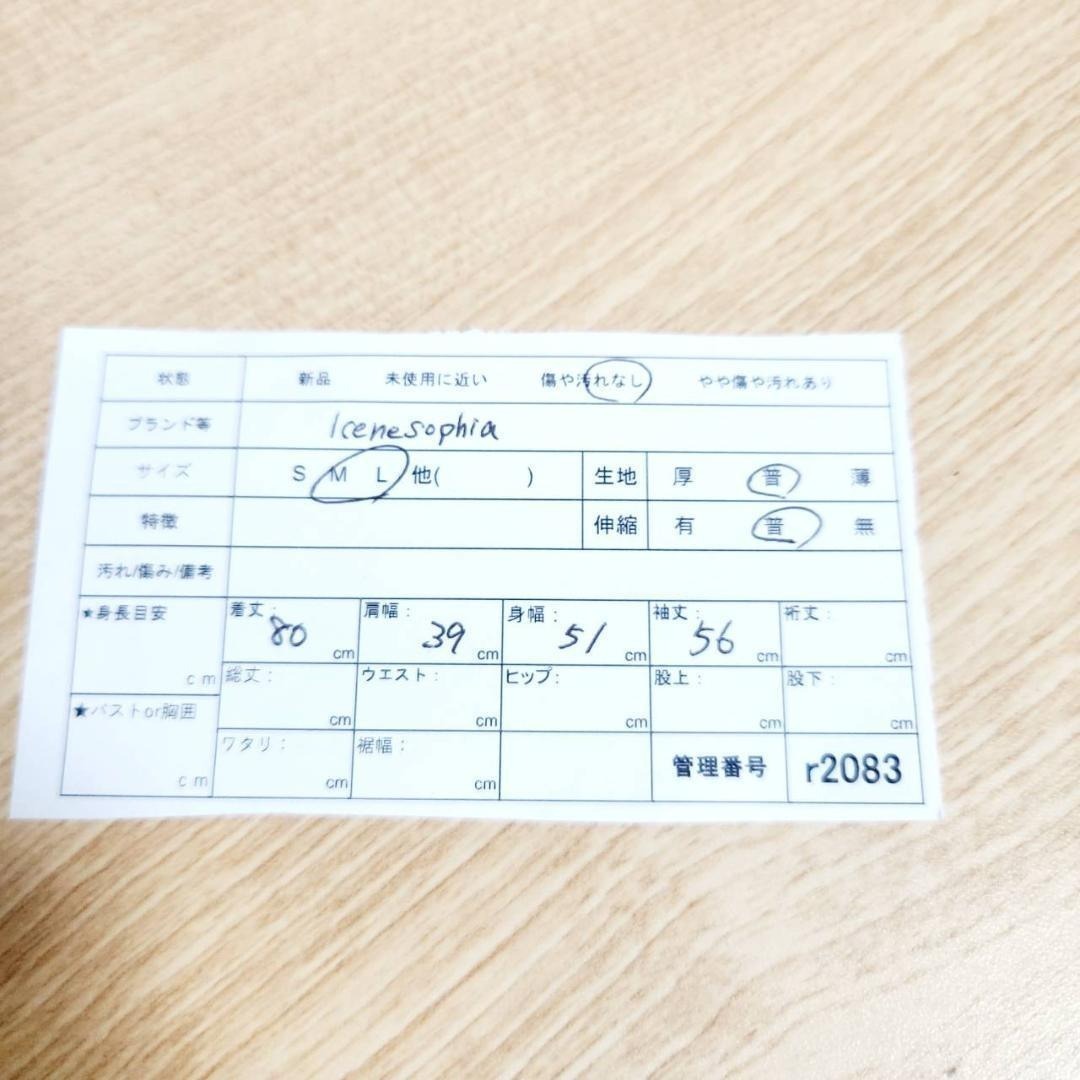 状態 新品 未使用に近い 傷や汚れなし やや傷や汚れあり
ブランド等 Icenesophia
サイズ S M L 他( ) 生地 厚 普 薄
特徴 伸縮 有 普 無
汚れ/傷み/備考
★身長目安 cm 着丈: 80 cm 肩幅: 39 cm 身幅: 51 cm 袖丈: 56 cm 裄丈: cm
総丈: cm ウエスト: cm ヒップ: cm 股上: cm 股下: cm
★バストor胸囲 cm ワタリ: cm 裾幅: cm 管理番号 r2083